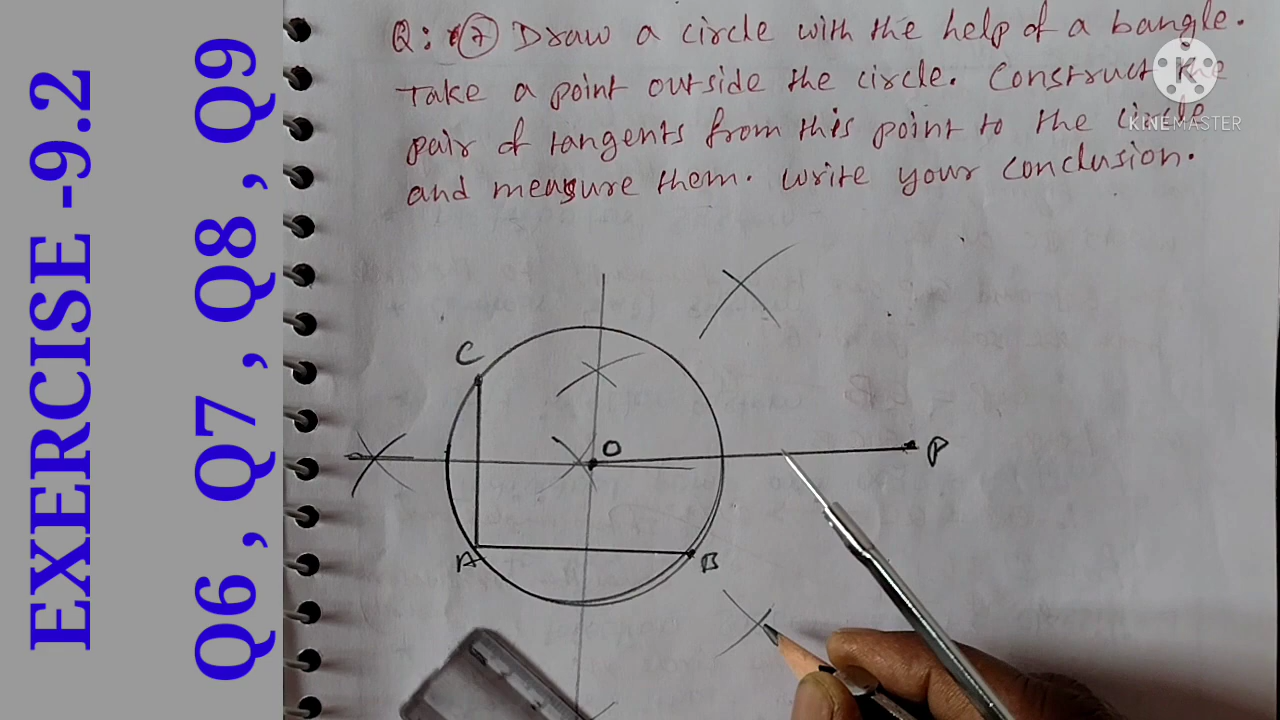 EXERCISE -9.2
Q6 , Q7 , Q8 , Q9
Q: 7 Draw a circle with the help of a bangle.
Take a point outside the circle. Construct the
pair of tangents from this point to the circle
and measure them. Write your conclusion.
K
KINEMASTER
C
O
P
A
B